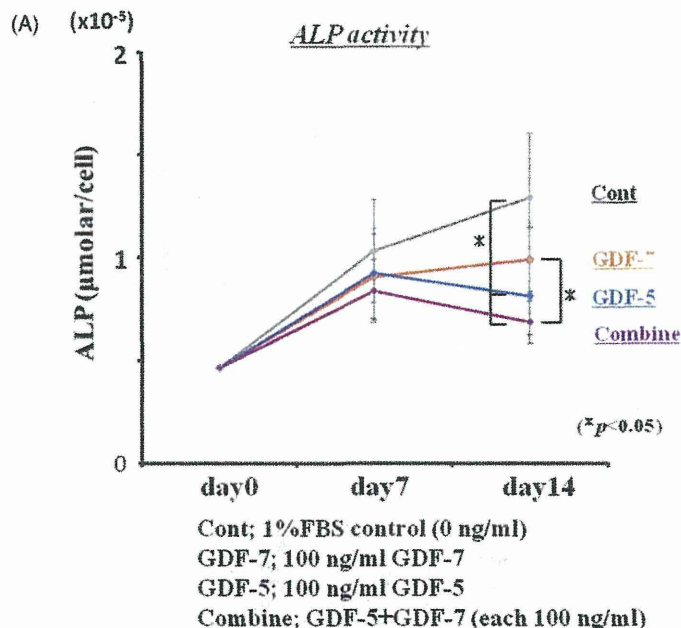 (A) (x10⁻⁵)
ALP activity
2
1
0
ALP (μmolar/cell)
Cont
GDF-7
GDF-5
Combine
*
*
(*p<0.05)
day0 day7 day14
Cont; 1%FBS control (0 ng/ml)
GDF-7; 100 ng/ml GDF-7
GDF-5; 100 ng/ml GDF-5
Combine; GDF-5+GDF-7 (each 100 ng/ml)